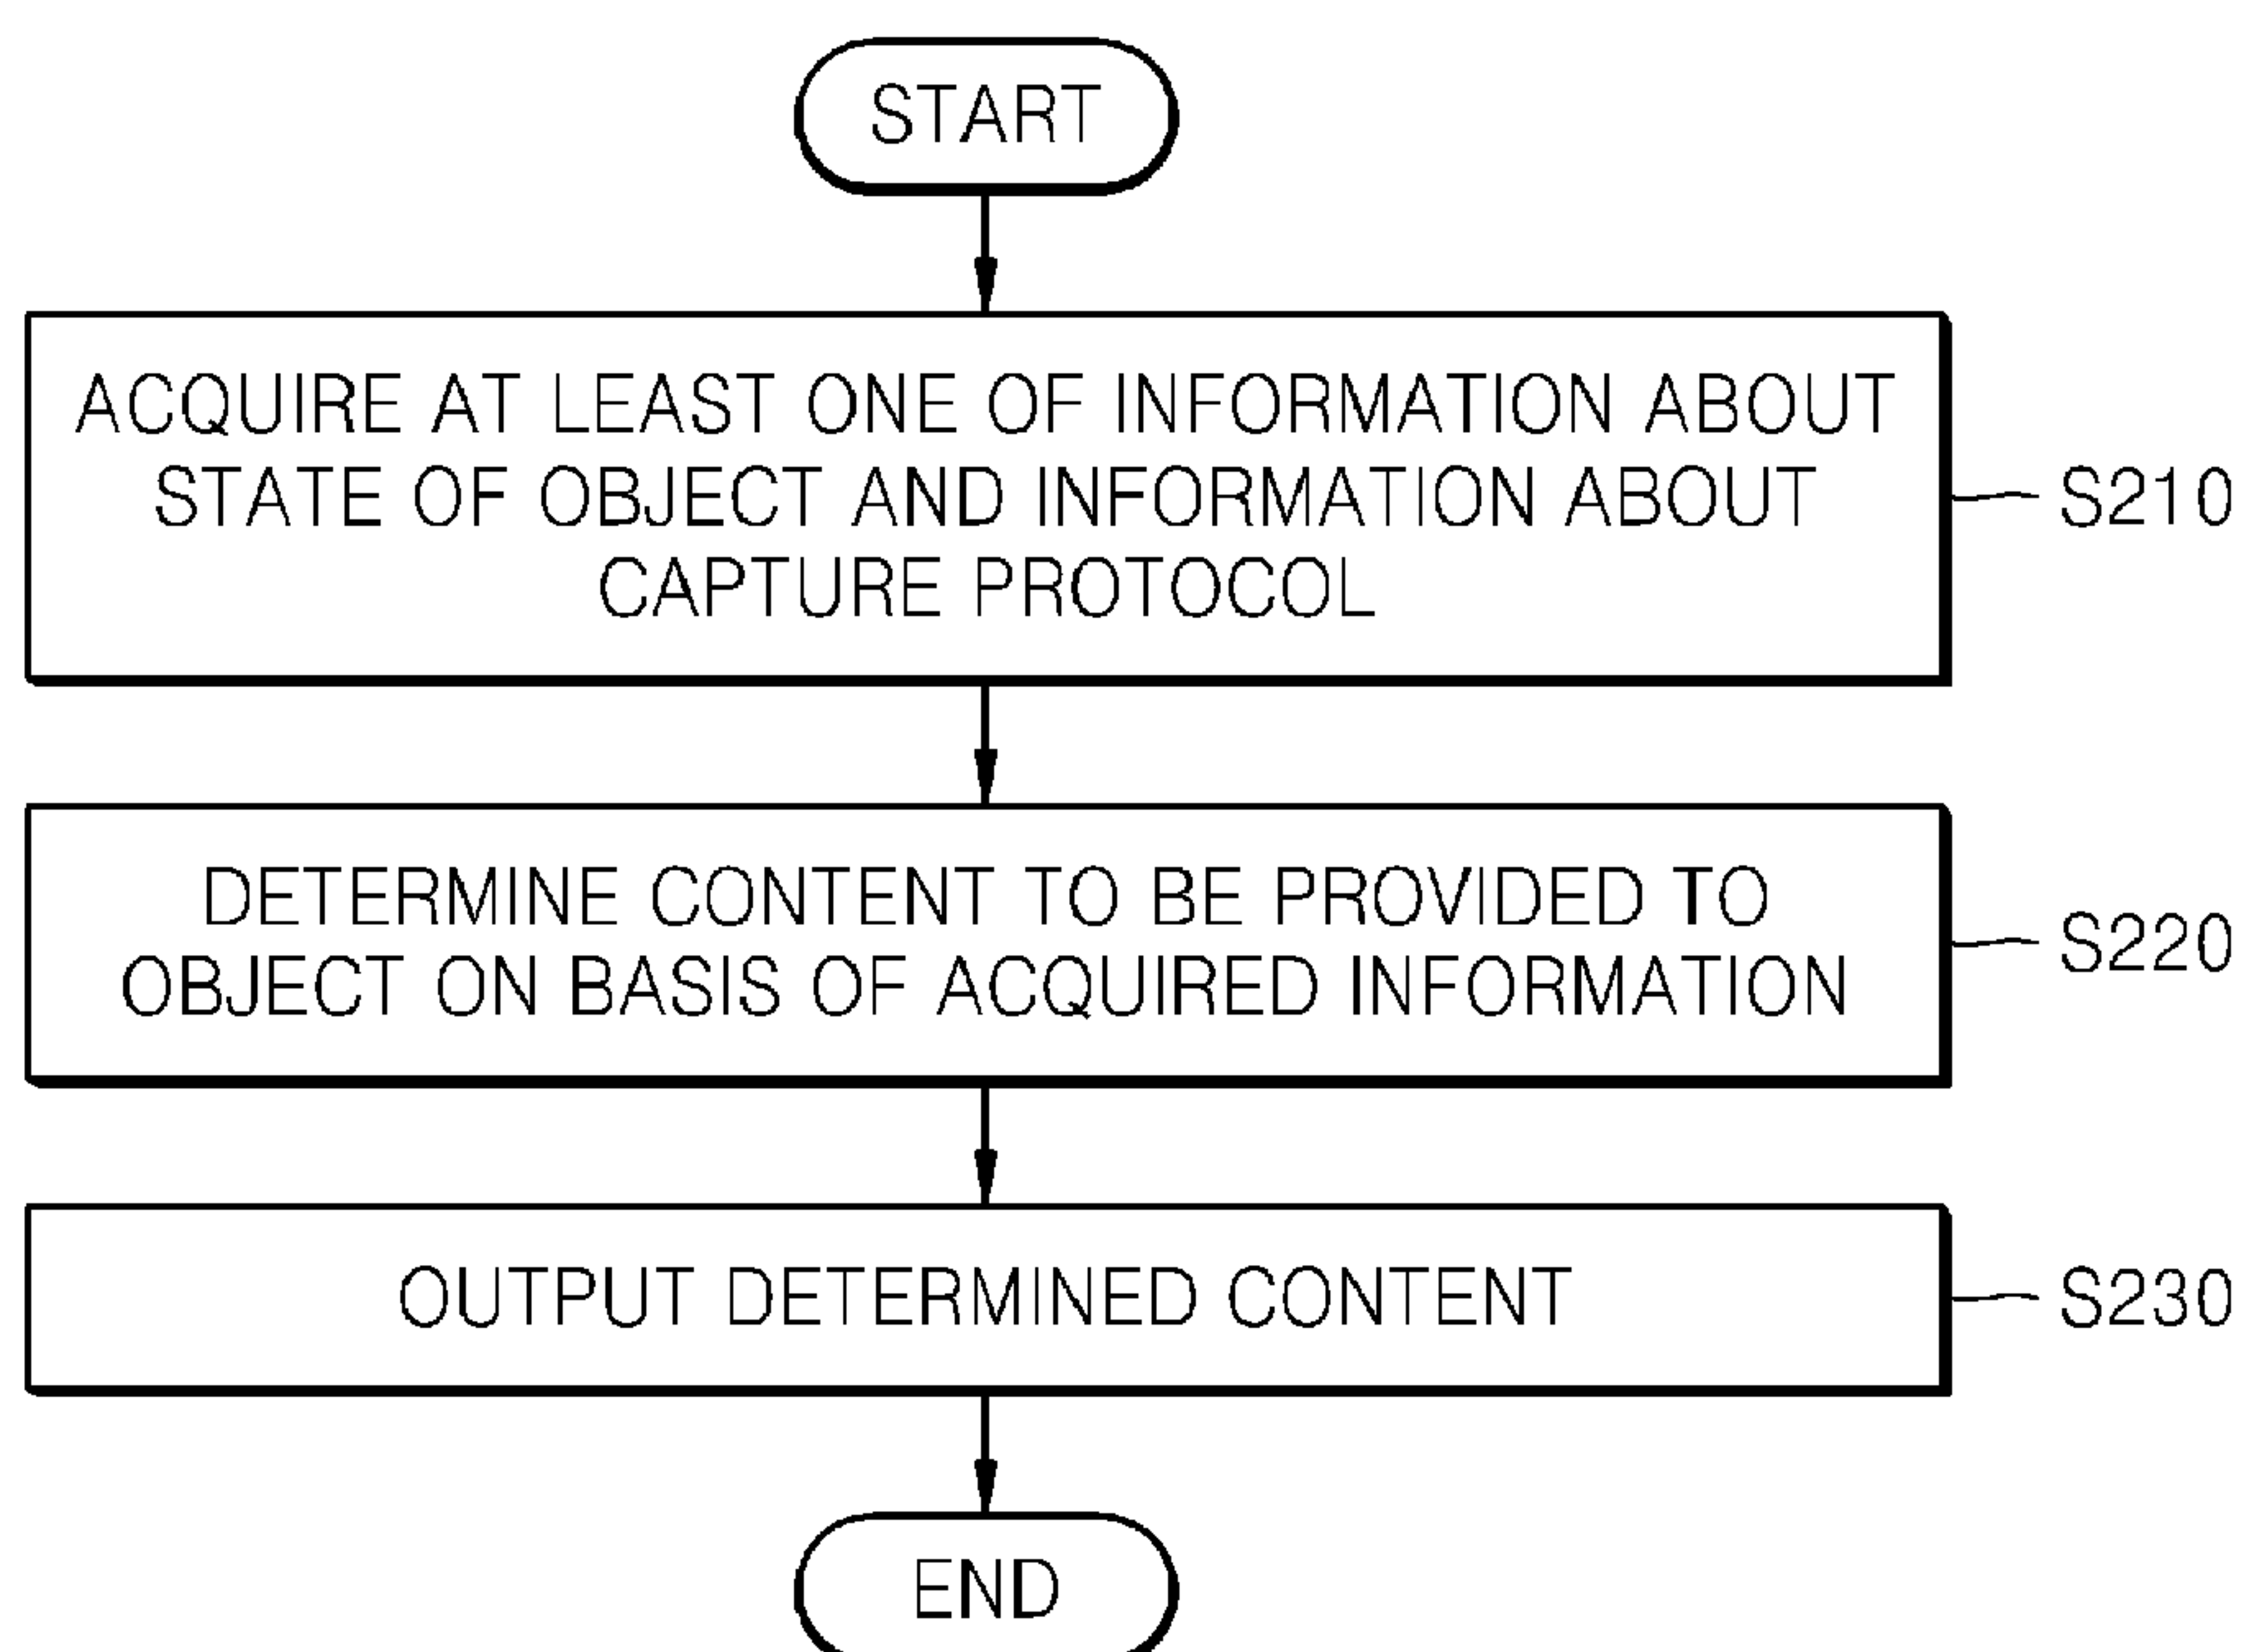 START
ACQUIRE AT LEAST ONE OF INFORMATION ABOUT
STATE OF OBJECT AND INFORMATION ABOUT
CAPTURE PROTOCOL
S210
DETERMINE CONTENT TO BE PROVIDED TO
OBJECT ON BASIS OF ACQUIRED INFORMATION
S220
OUTPUT DETERMINED CONTENT
S230
END